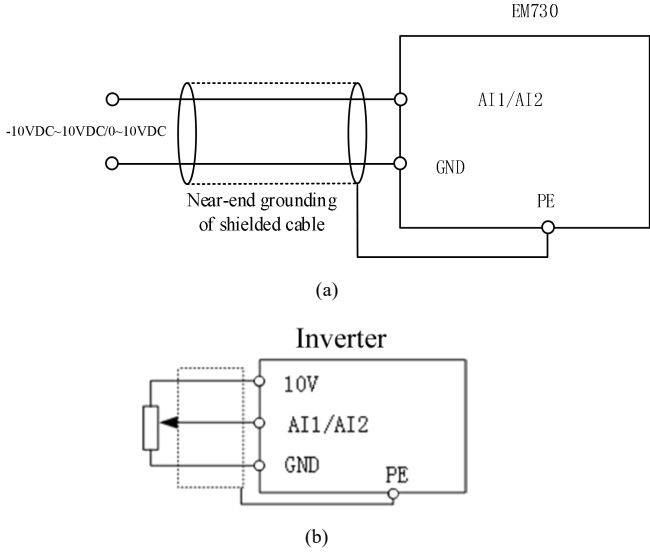 EM730
AI1/AI2
-10VDC~10VDC/0~10VDC
GND
PE
Near-end grounding
of shielded cable
(a)
Inverter
10V
AI1/AI2
GND
PE
(b)